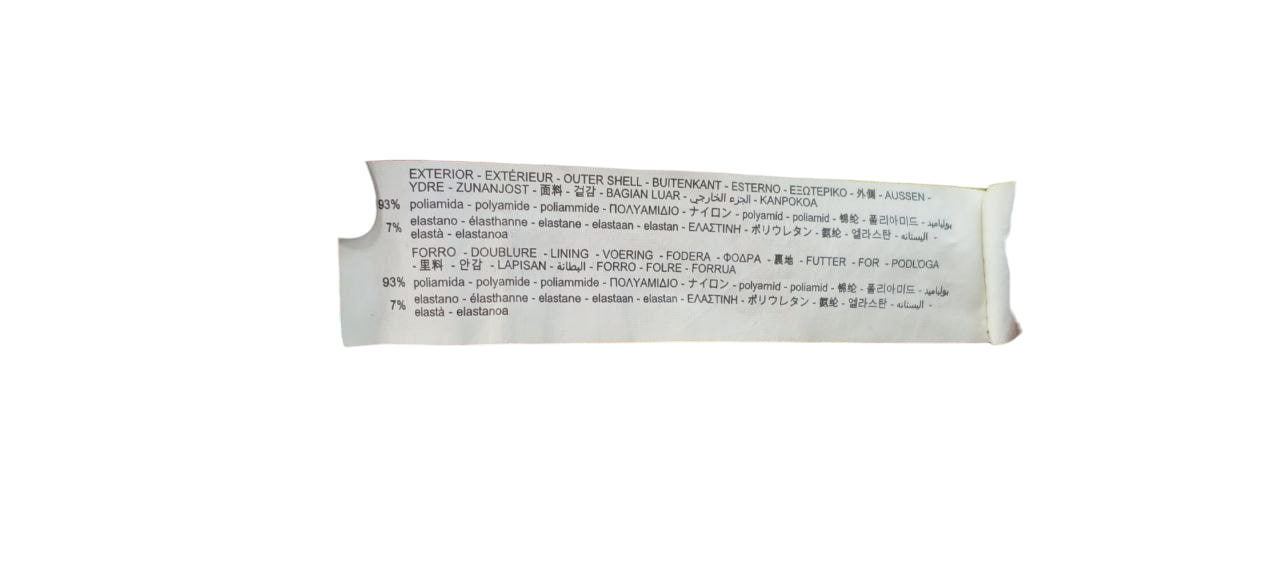 EXTERIOR - EXTÉRIEUR - OUTER SHELL - BUITENKANT - ESTERNO - ΕΞΩΤΕΡΙΚΟ - 外側 - AUSSEN -
YDRE - ZUNANJOST - 面料 - 겉감 - BAGIAN LUAR - الجزء الخارجي - KANPOKOA
93% poliamida - polyamide - poliammide - ΠΟΛΥΑΜΙΔΙΟ - ナイロン - polyamid - poliamid - 锦纶 - 폴리아미드 - بولياميد
7% elastano - élasthanne - elastane - elastaan - elastan - ΕΛΑΣΤΙΝΗ - ポリウレタン - 氨纶 - 엘라스탄 - اليستانه -
elastà - elastanoa
FORRO - DOUBLURE - LINING - VOERING - FODERA - ΦΟΔΡΑ - 裏地 - FUTTER - FOR - PODLOGA
- 里料 - 안감 - LAPISAN - البطانة - FORRO - FOLRE - FORRUA
93% poliamida - polyamide - poliammide - ΠΟΛΥΑΜΙΔΙΟ - ナイロン - polyamid - poliamid - 锦纶 - 폴리아미드 - بولياميد
7% elastano - élasthanne - elastane - elastaan - elastan - ΕΛΑΣΤΙΝΗ - ポリウレタン - 氨纶 - 엘라스탄 - اليستانه -
elastà - elastanoa